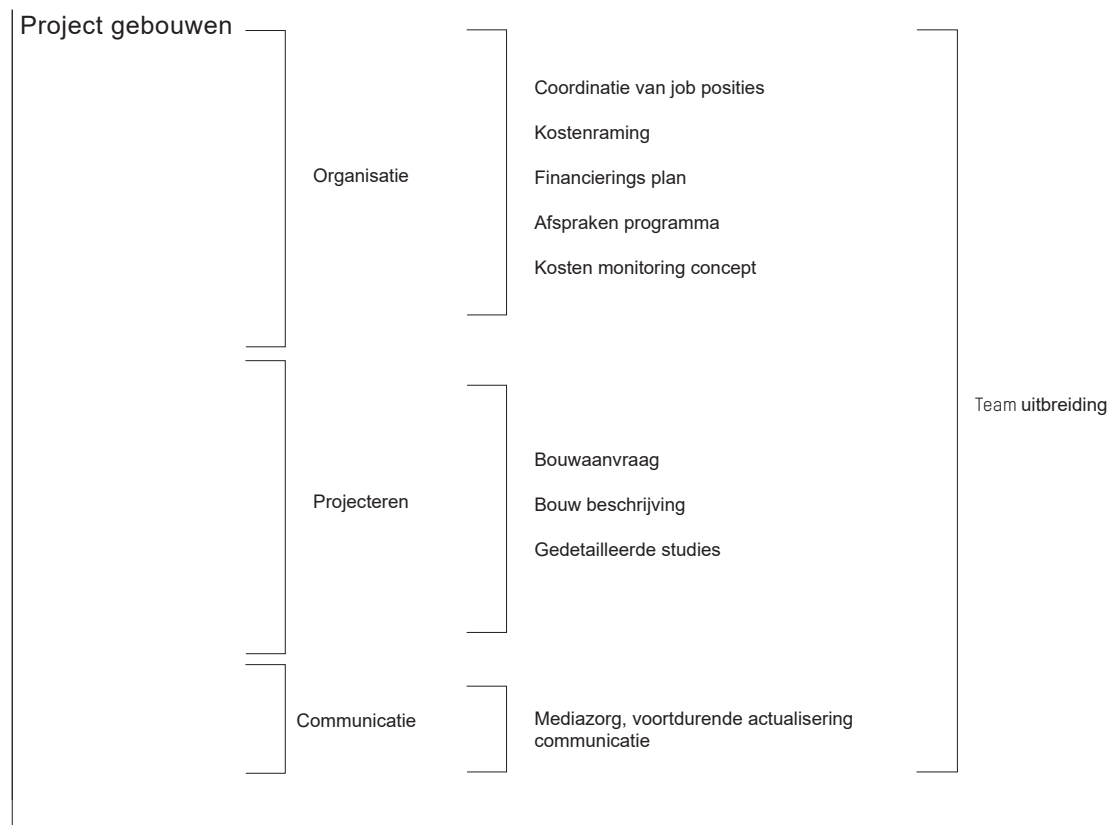 Project gebouwen
Organisatie
Coordinatie van job posities
Kostenraming
Financierings plan
Afspraken programma
Kosten monitoring concept
Projecteren
Bouwaanvraag
Bouw beschrijving
Gedetailleerde studies
Communicatie
Mediazorg, voortdurende actualisering
communicatie
Team uitbreiding